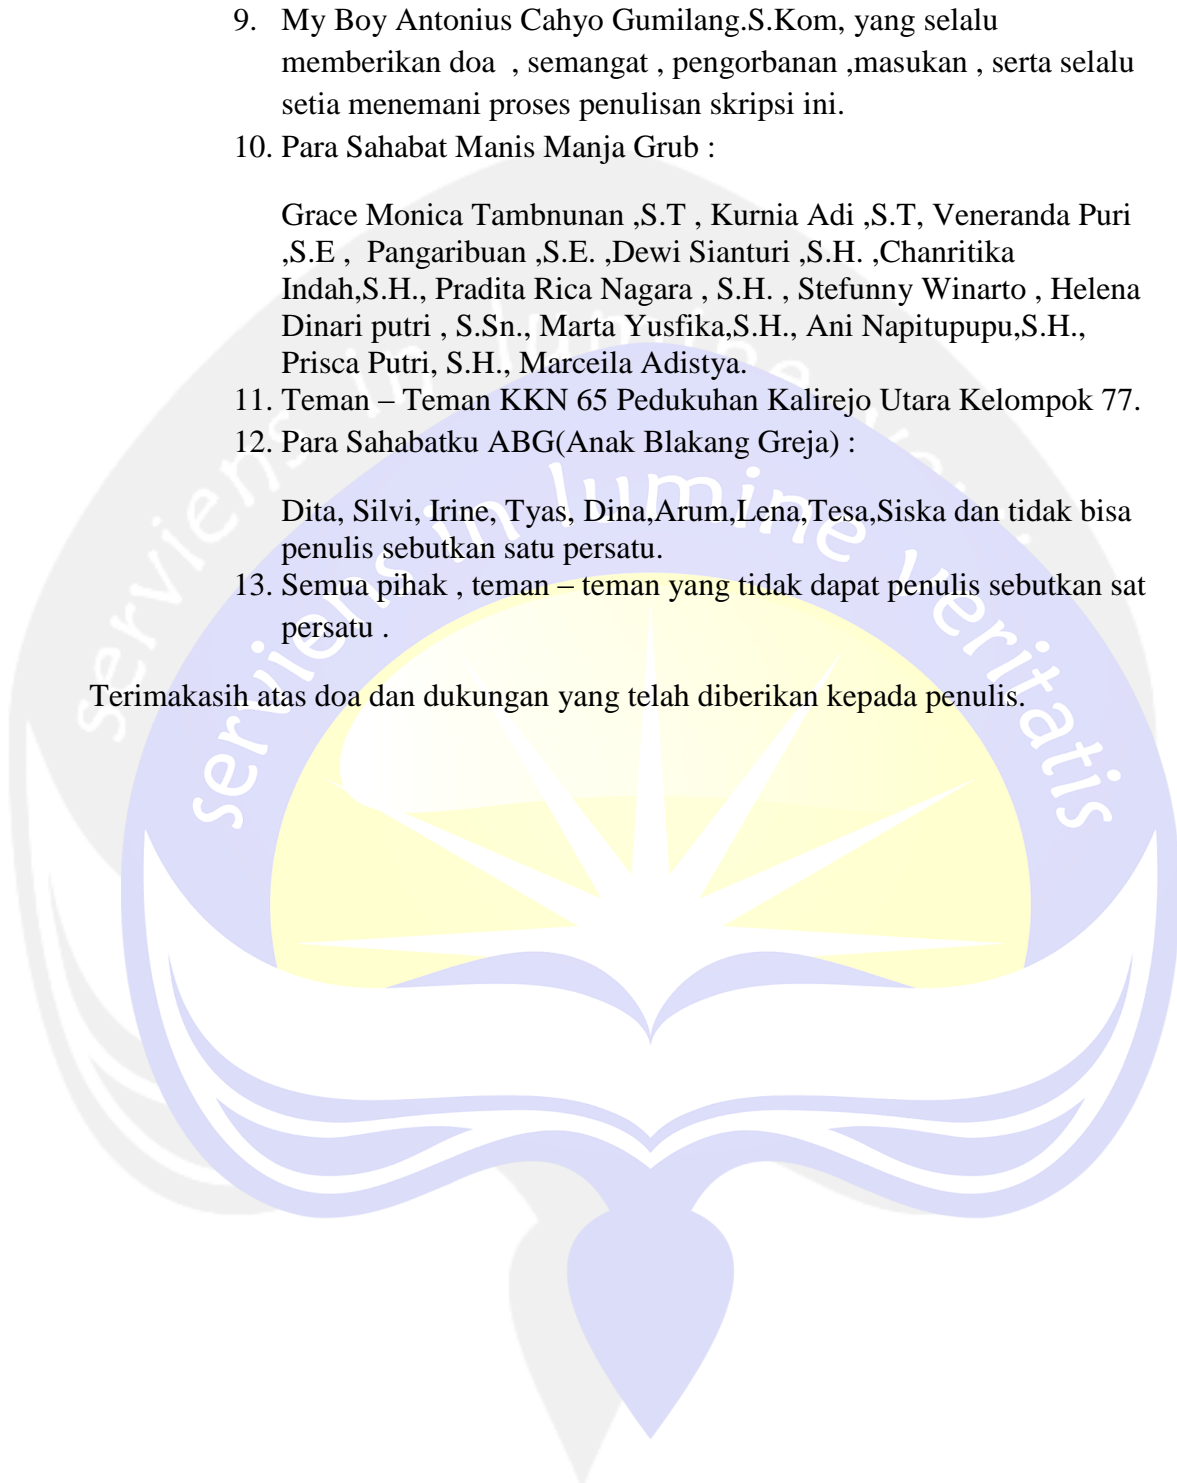 9. My Boy Antonius Cahyo Gumilang.S.Kom, yang selalu
memberikan doa , semangat , pengorbanan ,masukan , serta selalu
setia menemani proses penulisan skripsi ini.
10. Para Sahabat Manis Manja Grub :
Grace Monica Tambnunan ,S.T , Kurnia Adi ,S.T, Veneranda Puri
,S.E , Pangaribuan ,S.E. ,Dewi Sianturi ,S.H. ,Chanritika
Indah,S.H., Pradita Rica Nagara , S.H. , Stefunny Winarto , Helena
Dinari putri , S.Sn., Marta Yusfika,S.H., Ani Napitupupu,S.H.,
Prisca Putri, S.H., Marceila Adistya.
11. Teman – Teman KKN 65 Pedukuhan Kalirejo Utara Kelompok 77.
12. Para Sahabatku ABG(Anak Blakang Greja) :
Dita, Silvi, Irine, Tyas, Dina,Arum,Lena,Tesa,Siska dan tidak bisa
penulis sebutkan satu persatu.
13. Semua pihak , teman – teman yang tidak dapat penulis sebutkan sat
persatu .
Terimakasih atas doa dan dukungan yang telah diberikan kepada penulis.
serviens in lumine veritatis